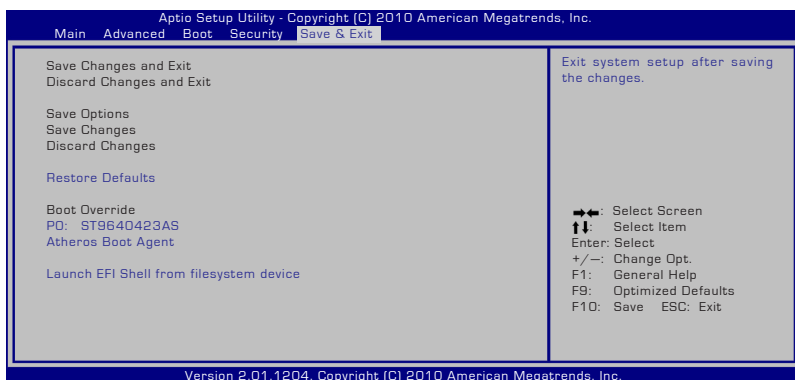 Aptio Setup Utility - Copyright (C) 2010 American Megatrends, Inc.
Main Advanced Boot Security Save & Exit
Save Changes and Exit
Discard Changes and Exit
Save Options
Save Changes
Discard Changes
Restore Defaults
Boot Override
P0: ST9640423AS
Atheros Boot Agent
Launch EFI Shell from filesystem device
Exit system setup after saving
the changes.
→←: Select Screen
↑↓: Select Item
Enter: Select
+/—: Change Opt.
F1: General Help
F9: Optimized Defaults
F10: Save ESC: Exit
Version 2.01.1204. Copyright (C) 2010 American Megatrends, Inc.